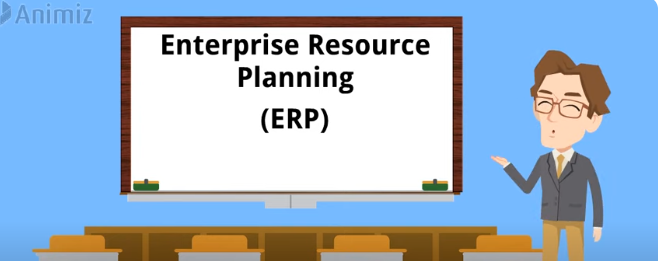 Animiz
Enterprise Resource
Planning
(ERP)